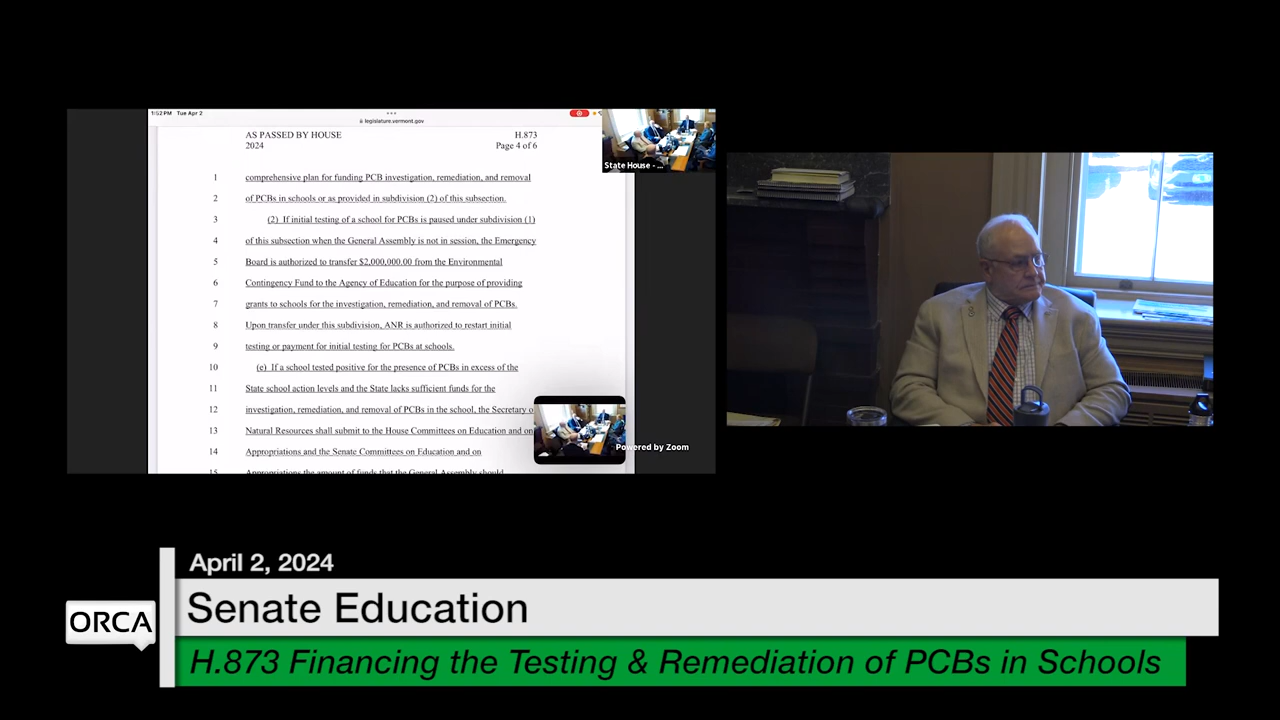 1:52 PM Tue Apr 2
legislature.vermont.gov
AS PASSED BY HOUSE H.873
2024 Page 4 of 6
1 comprehensive plan for funding PCB investigation, remediation, and removal
2 of PCBs in schools or as provided in subdivision (2) of this subsection.
3 (2) If initial testing of a school for PCBs is paused under subdivision (1)
4 of this subsection when the General Assembly is not in session, the Emergency
5 Board is authorized to transfer $2,000,000.00 from the Environmental
6 Contingency Fund to the Agency of Education for the purpose of providing
7 grants to schools for the investigation, remediation, and removal of PCBs.
8 Upon transfer under this subdivision, ANR is authorized to restart initial
9 testing or payment for initial testing for PCBs at schools.
10 (e) If a school tested positive for the presence of PCBs in excess of the
11 State school action levels and the State lacks sufficient funds for the
12 investigation, remediation, and removal of PCBs in the school, the Secretary o
13 Natural Resources shall submit to the House Committees on Education and on
14 Appropriations and the Senate Committees on Education and on
15 Appropriations the amount of funds that the General Assembly should
State House - ...
Powered by Zoom
April 2, 2024
ORCA
Senate Education
H.873 Financing the Testing & Remediation of PCBs in Schools